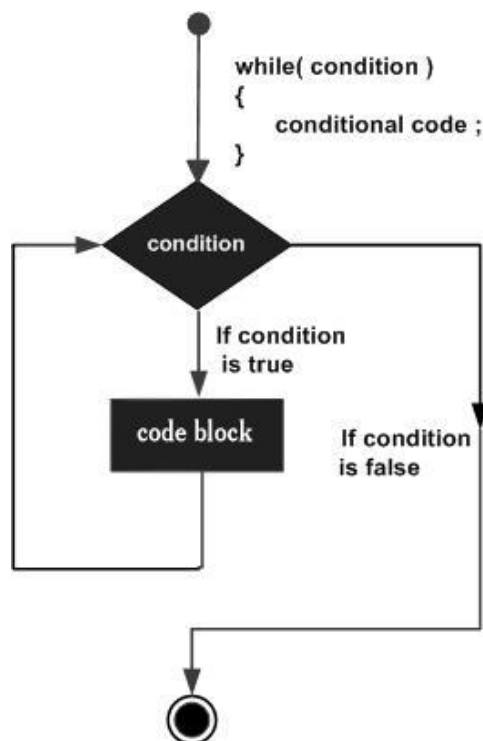 while( condition )
{
conditional code ;
}
condition
If condition
is true
code block
If condition
is false